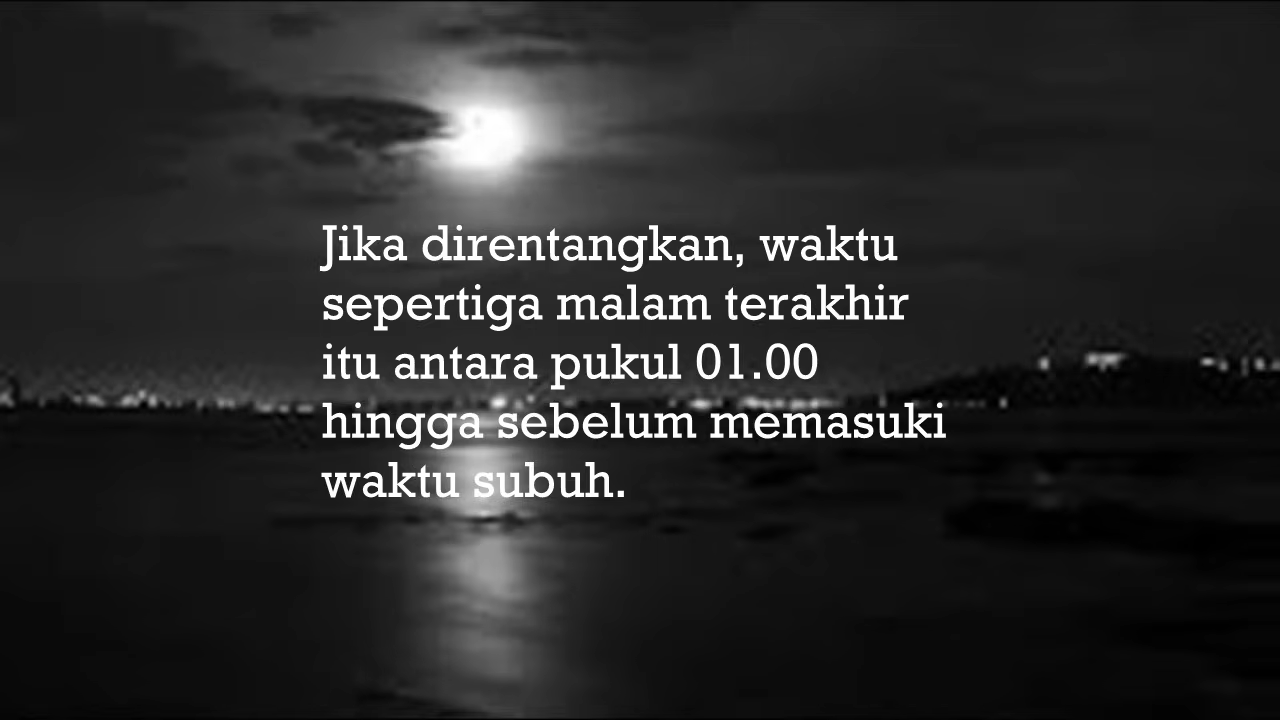 Jika direntangkan, waktu
sepertiga malam terakhir
itu antara pukul 01.00
hingga sebelum memasuki
waktu subuh.